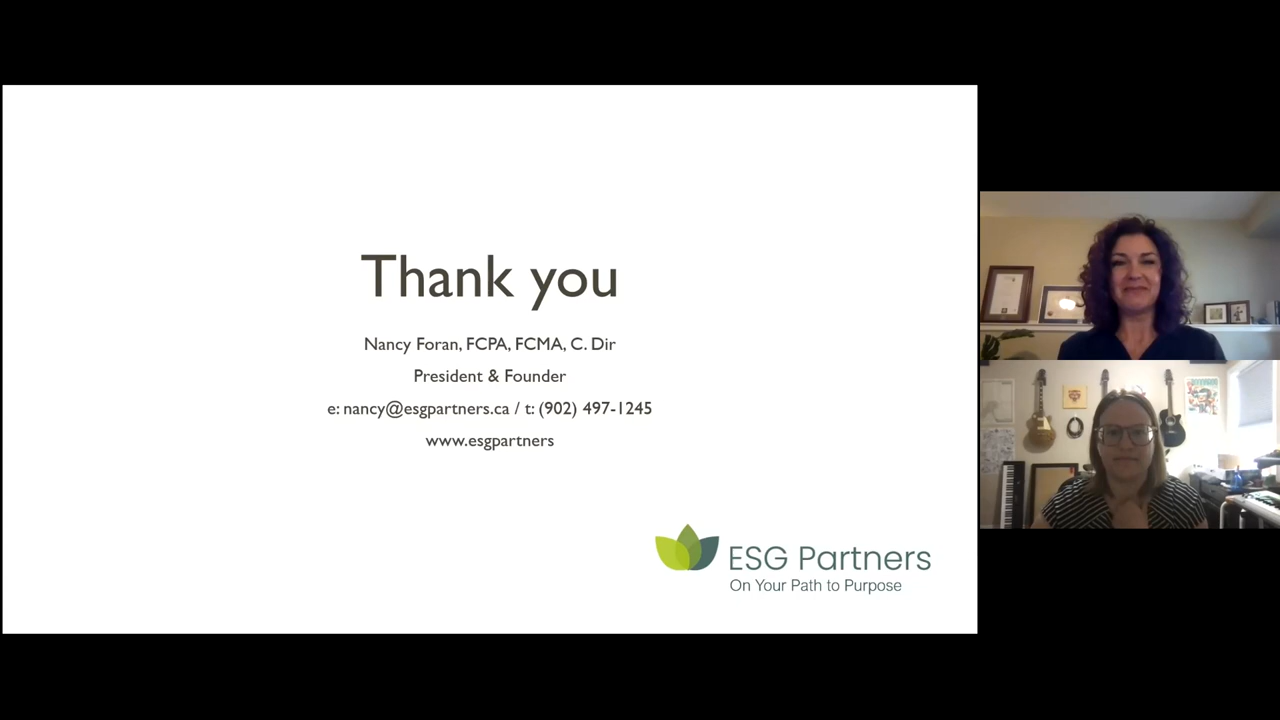 Thank you
Nancy Foran, FCPA, FCMA, C. Dir
President & Founder
e: nancy@esgpartners.ca / t: (902) 497-1245
www.esgpartners
ESG Partners
On Your Path to Purpose